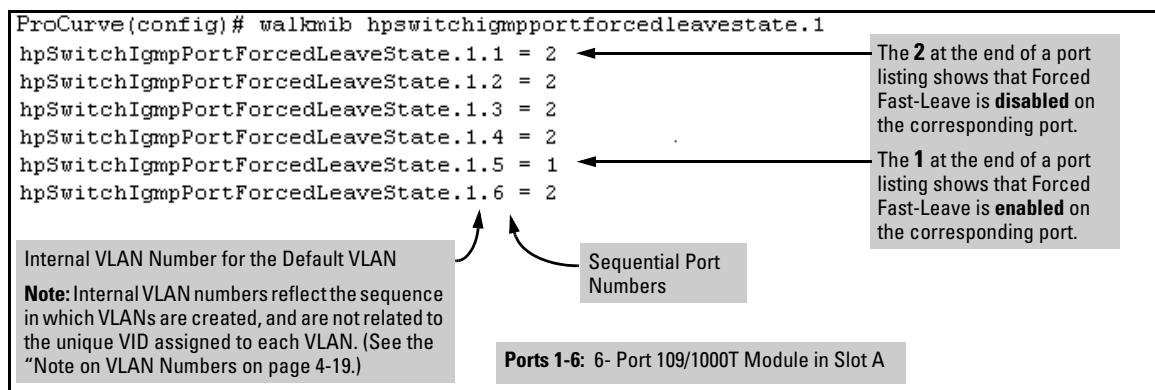 ProCurve(config)# walkmib hpswitchigmpportforcedleavestate.1
hpSwitchIgmpPortForcedLeaveState.1.1 = 2
hpSwitchIgmpPortForcedLeaveState.1.2 = 2
hpSwitchIgmpPortForcedLeaveState.1.3 = 2
hpSwitchIgmpPortForcedLeaveState.1.4 = 2
hpSwitchIgmpPortForcedLeaveState.1.5 = 1
hpSwitchIgmpPortForcedLeaveState.1.6 = 2
The 2 at the end of a port
listing shows that Forced
Fast-Leave is disabled on
the corresponding port.
The 1 at the end of a port
listing shows that Forced
Fast-Leave is enabled on
the corresponding port.
Internal VLAN Number for the Default VLAN
Note: Internal VLAN numbers reflect the sequence
in which VLANs are created, and are not related to
the unique VID assigned to each VLAN. (See the
“Note on VLAN Numbers on page 4-19.)
Sequential Port
Numbers
Ports 1-6: 6- Port 109/1000T Module in Slot A